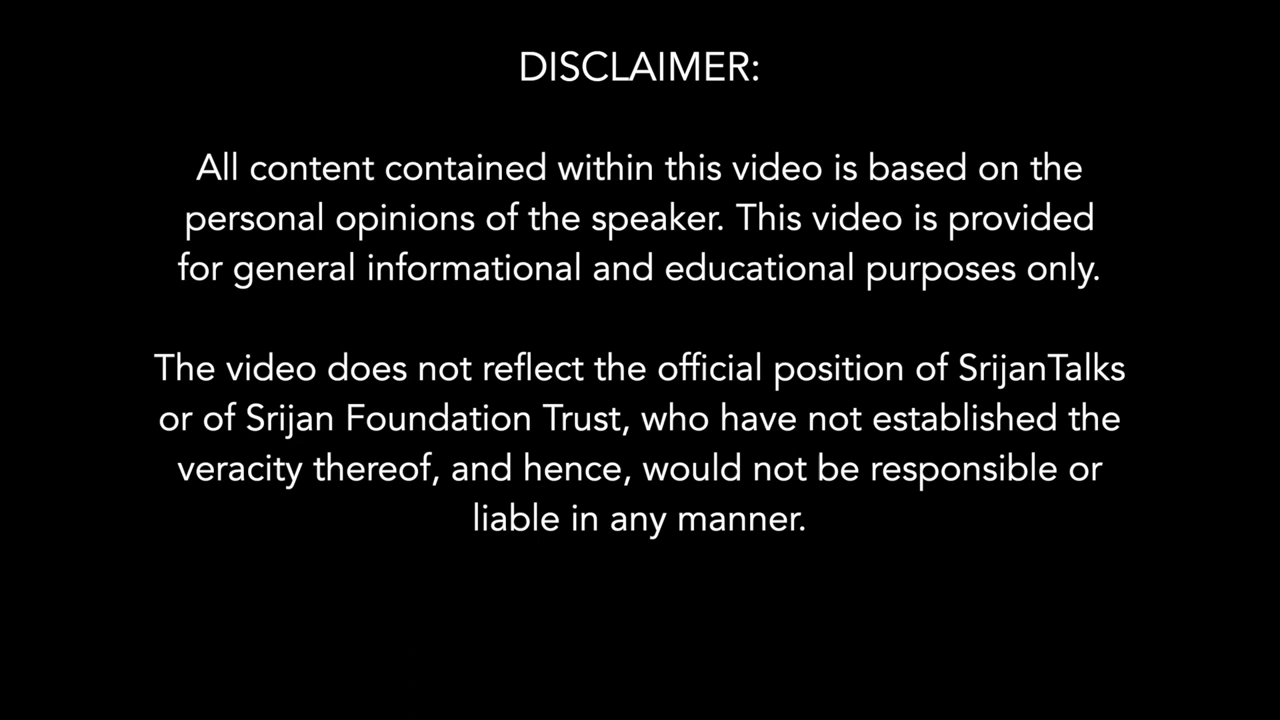 DISCLAIMER:
All content contained within this video is based on the
personal opinions of the speaker. This video is provided
for general informational and educational purposes only.
The video does not reflect the official position of SrijanTalks
or of Srijan Foundation Trust, who have not established the
veracity thereof, and hence, would not be responsible or
liable in any manner.